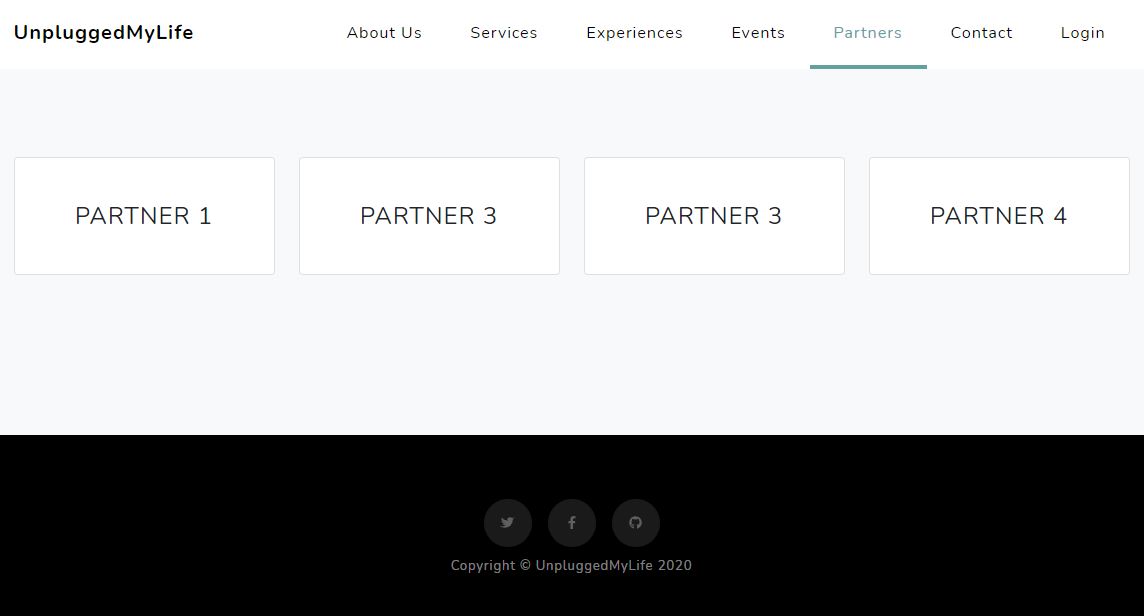 UnpluggedMyLife About Us Services Experiences Events Partners Contact Login
PARTNER 1 PARTNER 3 PARTNER 3 PARTNER 4
Copyright © UnpluggedMyLife 2020